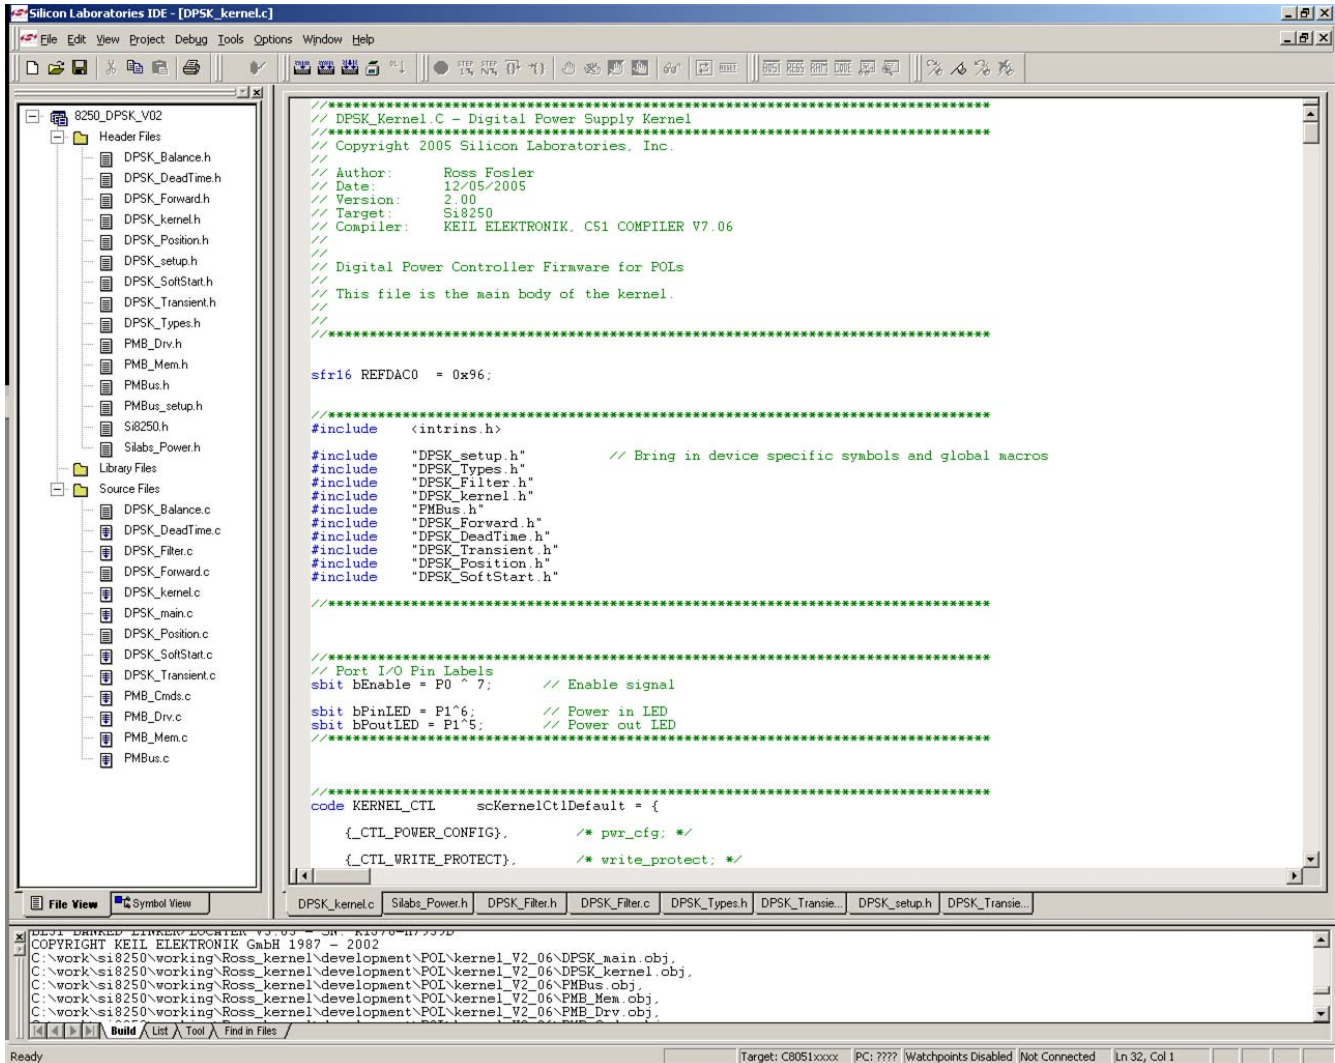 Silicon Laboratories IDE - [DPSK_kernel.c]
File Edit View Project Debug Tools Options Window Help
8250_DPSK_V02
Header Files
DPSK_Balance.h
DPSK_DeadTime.h
DPSK_Forward.h
DPSK_kernel.h
DPSK_Position.h
DPSK_setup.h
DPSK_SoftStart.h
DPSK_Transient.h
DPSK_Types.h
PMB_Drv.h
PMB_Mem.h
PMBus.h
PMBus_setup.h
Si8250.h
Silabs_Power.h
Library Files
Source Files
DPSK_Balance.c
DPSK_DeadTime.c
DPSK_Filter.c
DPSK_Forward.c
DPSK_kernel.c
DPSK_main.c
DPSK_Position.c
DPSK_SoftStart.c
DPSK_Transient.c
PMB_Cmds.c
PMB_Drv.c
PMB_Mem.c
PMBus.c
File View Symbol View
//********************************************************************************
// DPSK_Kernel.C - Digital Power Supply Kernel
//********************************************************************************
// Copyright 2005 Silicon Laboratories, Inc.
//
// Author: Ross Fosler
// Date: 12/05/2005
// Version: 2.00
// Target: Si8250
// Compiler: KEIL ELEKTRONIK, C51 COMPILER V7.06
//
//
// Digital Power Controller Firmware for POLs
//
// This file is the main body of the kernel.
//
//
//********************************************************************************
sfr16 REFDAC0 = 0x96;
//********************************************************************************
#include <intrins.h>
#include "DPSK_setup.h" // Bring in device specific symbols and global macros
#include "DPSK_Types.h"
#include "DPSK_Filter.h"
#include "DPSK_kernel.h"
#include "PMBus.h"
#include "DPSK_Forward.h"
#include "DPSK_DeadTime.h"
#include "DPSK_Transient.h"
#include "DPSK_Position.h"
#include "DPSK_SoftStart.h"
//********************************************************************************
//********************************************************************************
// Port I/O Pin Labels
sbit bEnable = P0 ^ 7; // Enable signal
sbit bPinLED = P1^6; // Power in LED
sbit bPoutLED = P1^5; // Power out LED
//********************************************************************************
//********************************************************************************
code KERNEL_CTL scKernelCtlDefault = {
{_CTL_POWER_CONFIG}, /* pwr_cfg; */
{_CTL_WRITE_PROTECT}, /* write_protect; */
DPSK_kernel.c Silabs_Power.h DPSK_Filter.h DPSK_Filter.c DPSK_Types.h DPSK_Transie... DPSK_setup.h DPSK_Transie...
COPYRIGHT KEIL ELEKTRONIK GmbH 1987 - 2002
C:\work\si8250\working\Ross_kernel\development\POL\kernel_V2_06\DPSK_main.obj,
C:\work\si8250\working\Ross_kernel\development\POL\kernel_V2_06\DPSK_kernel.obj,
C:\work\si8250\working\Ross_kernel\development\POL\kernel_V2_06\PMBus.obj,
C:\work\si8250\working\Ross_kernel\development\POL\kernel_V2_06\PMB_Mem.obj,
C:\work\si8250\working\Ross_kernel\development\POL\kernel_V2_06\PMB_Drv.obj,
Build List Tool Find in Files
Ready Target: C8051xxxx PC: ???? Watchpoints Disabled Not Connected Ln 32, Col 1